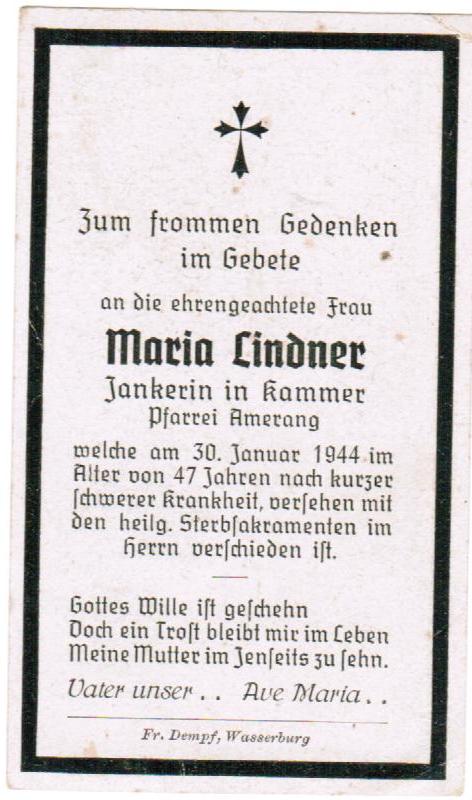 Zum frommen Gedenken
im Gebete
an die ehrengeachtete Frau
Maria Lindner
Jankerin in Kammer
Pfarrei Amerang
welche am 30. Januar 1944 im
Alter von 47 Jahren nach kurzer
schwerer Krankheit, versehen mit
den heilg. Sterbsakramenten im
Herrn verschieden ist.
Gottes Wille ist geschehn
Doch ein Trost bleibt mir im Leben
Meine Mutter im Jenseits zu sehn.
Vater unser . . Ave Maria . .
Fr. Dempf, Wasserburg